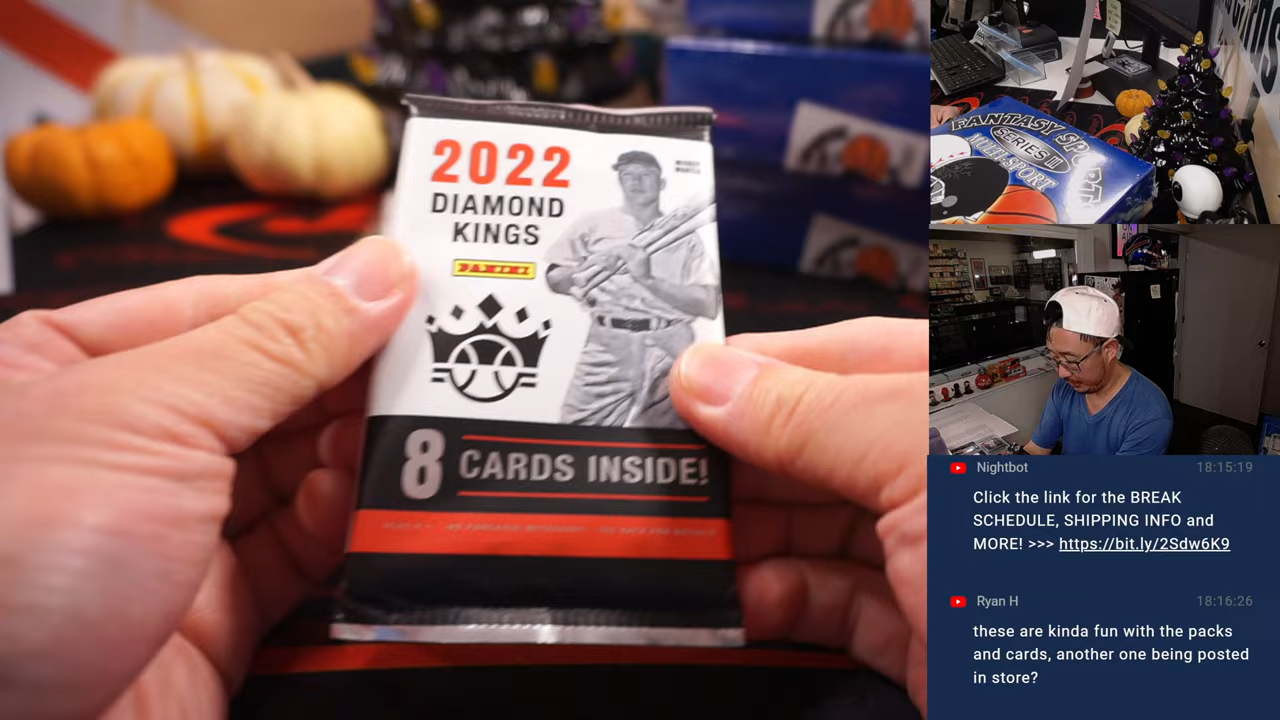 2022
DIAMOND
KINGS
PANINI
MICKEY
MANTLE
8 CARDS INSIDE!
FANTASY
SERIES II
MULTI-SPORT
Nightbot 18:15:19
Click the link for the BREAK
SCHEDULE, SHIPPING INFO and
MORE! >>> https://bit.ly/2Sdw6K9
Ryan H 18:16:26
these are kinda fun with the packs
and cards, another one being posted
in store?